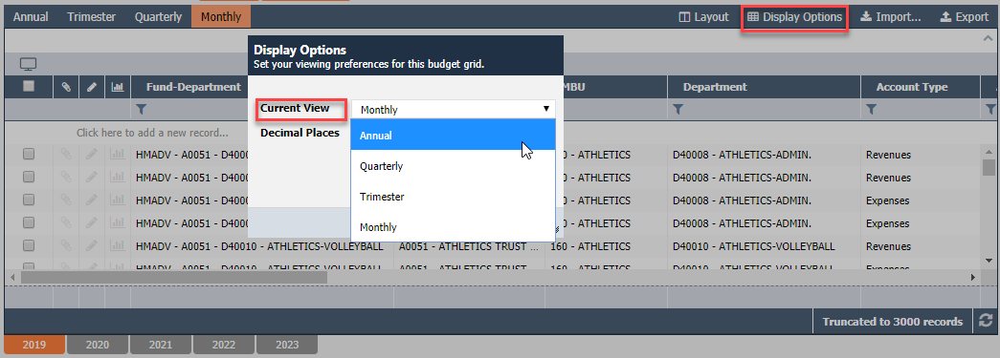 Annual Trimester Quarterly Monthly Layout Display Options Import... Export
Display Options
Set your viewing preferences for this budget grid.
Fund-Department MBU Department Account Type
Current View Monthly
Click here to add a new record...
Decimal Places
Annual
Quarterly
Trimester
Monthly
HMADV - A0051 - D4000 0 - ATHLETICS D40008 - ATHLETICS-ADMIN. Revenues
HMADV - A0051 - D4000 0 - ATHLETICS D40008 - ATHLETICS-ADMIN. Revenues
HMADV - A0051 - D4000 0 - ATHLETICS D40008 - ATHLETICS-ADMIN. Expenses
HMADV - A0051 - D4000 0 - ATHLETICS D40008 - ATHLETICS-ADMIN. Expenses
HMADV - A0051 - D40010 - ATHLETICS-VOLLEYBALL A0051 - ATHLETICS TRUST ... 160 - ATHLETICS D40010 - ATHLETICS-VOLLEYBALL Revenues
HMADV - A0051 - D40010 - ATHLETICS-VOLLEYBALL A0051 - ATHLETICS TRUST ... 160 - ATHLETICS D40010 - ATHLETICS-VOLLEYBALL Expenses
Truncated to 3000 records
2019 2020 2021 2022 2023